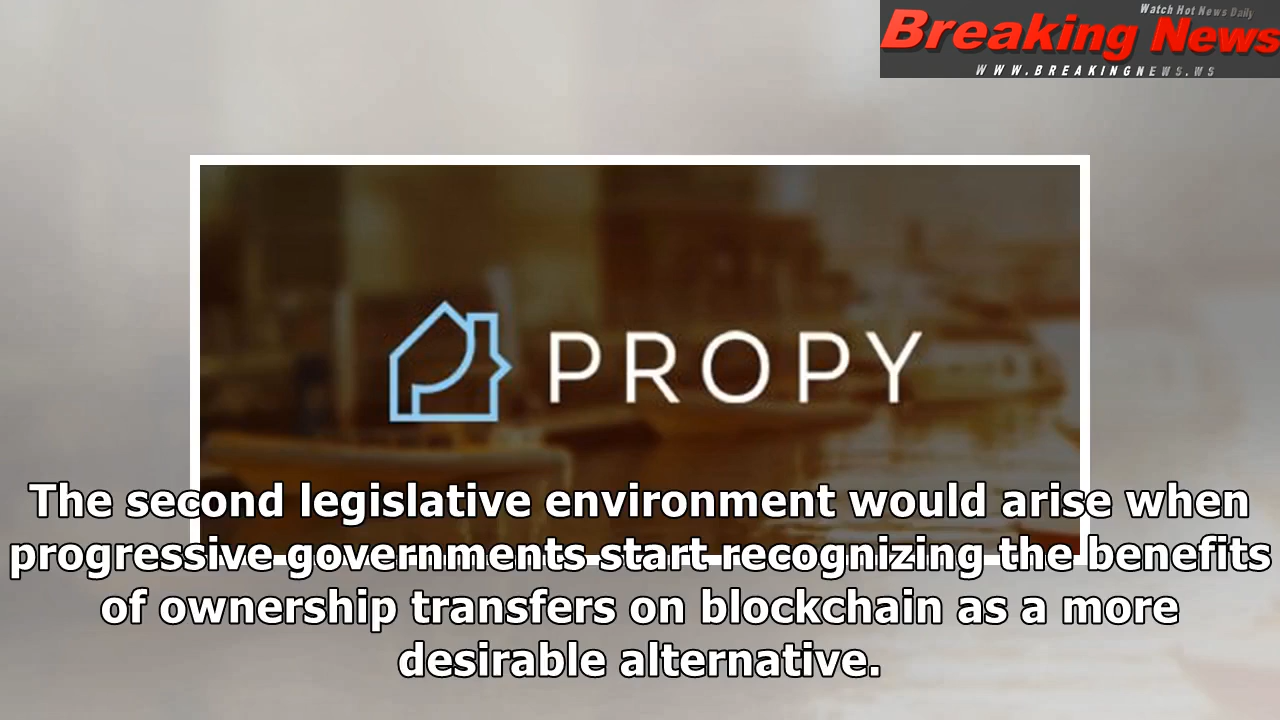 Watch Hot News Daily
Breaking News
WWW.BREAKINGNEWS.WS
PROPY
The second legislative environment would arise when
progressive governments start recognizing the benefits
of ownership transfers on blockchain as a more
desirable alternative.